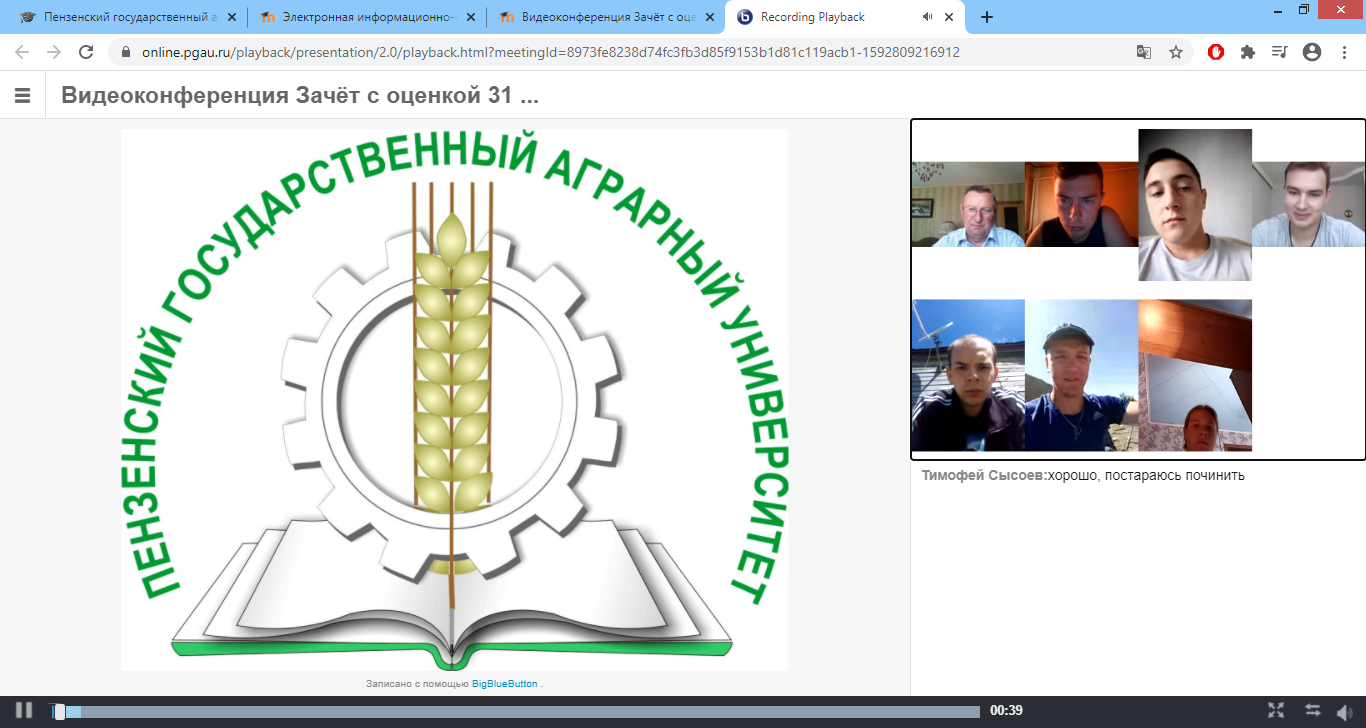 Пензенский государственный а
Электронная информационно-
Видеоконференция Зачёт с оце
Recording Playback
online.pgau.ru/playback/presentation/2.0/playback.html?meetingId=8973fe8238d74fc3fb3d85f9153b1d81c119acb1-1592809216912
Видеоконференция Зачёт с оценкой 31 ...
ПЕНЗЕНСКИЙ ГОСУДАРСТВЕННЫЙ АГРАРНЫЙ УНИВЕРСИТЕТ
Тимофей Сысоев:хорошо, постараюсь починить
Записано с помощью BigBlueButton .
00:39